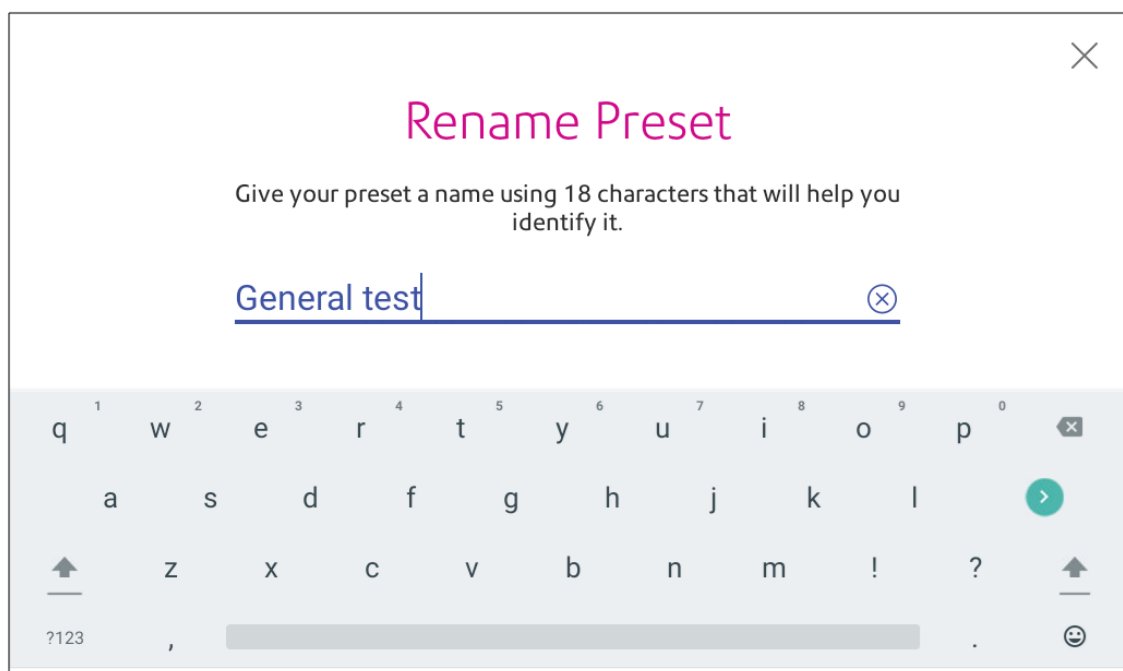 Rename Preset
Give your preset a name using 18 characters that will help you
identify it.
General test
1 2 3 4 5 6 7 8 9 0
q w e r t y u i o p
a s d f g h j k l
z x c v b n m ! ?
?123 , .